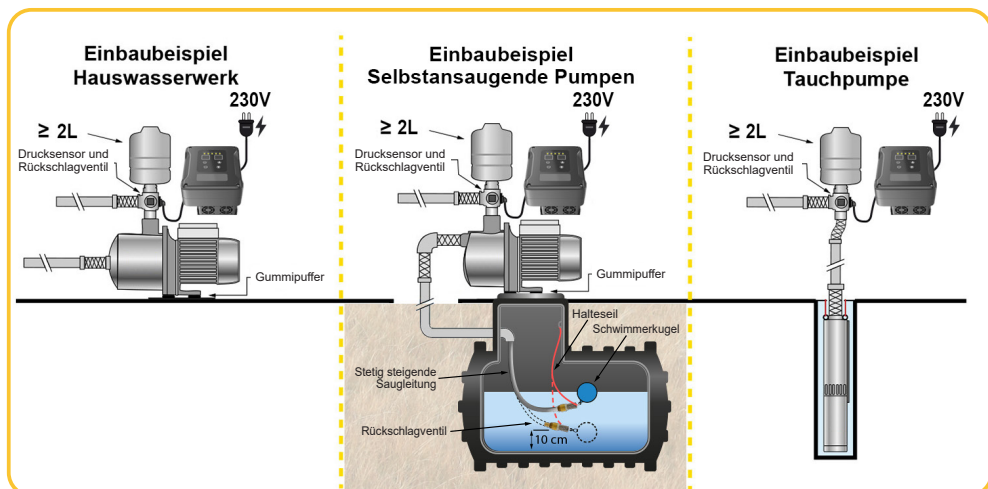 Einbaubeispiel
Hauswasserwerk
230V
≥ 2L
Drucksensor und
Rückschlagventil
Gummipuffer
Einbaubeispiel
Selbstansaugende Pumpen
230V
≥ 2L
Drucksensor und
Rückschlagventil
Gummipuffer
Halteseil
Schwimmerkugel
Stetig steigende
Saugleitung
Rückschlagventil
10 cm
Einbaubeispiel
Tauchpumpe
230V
≥ 2L
Drucksensor und
Rückschlagventil